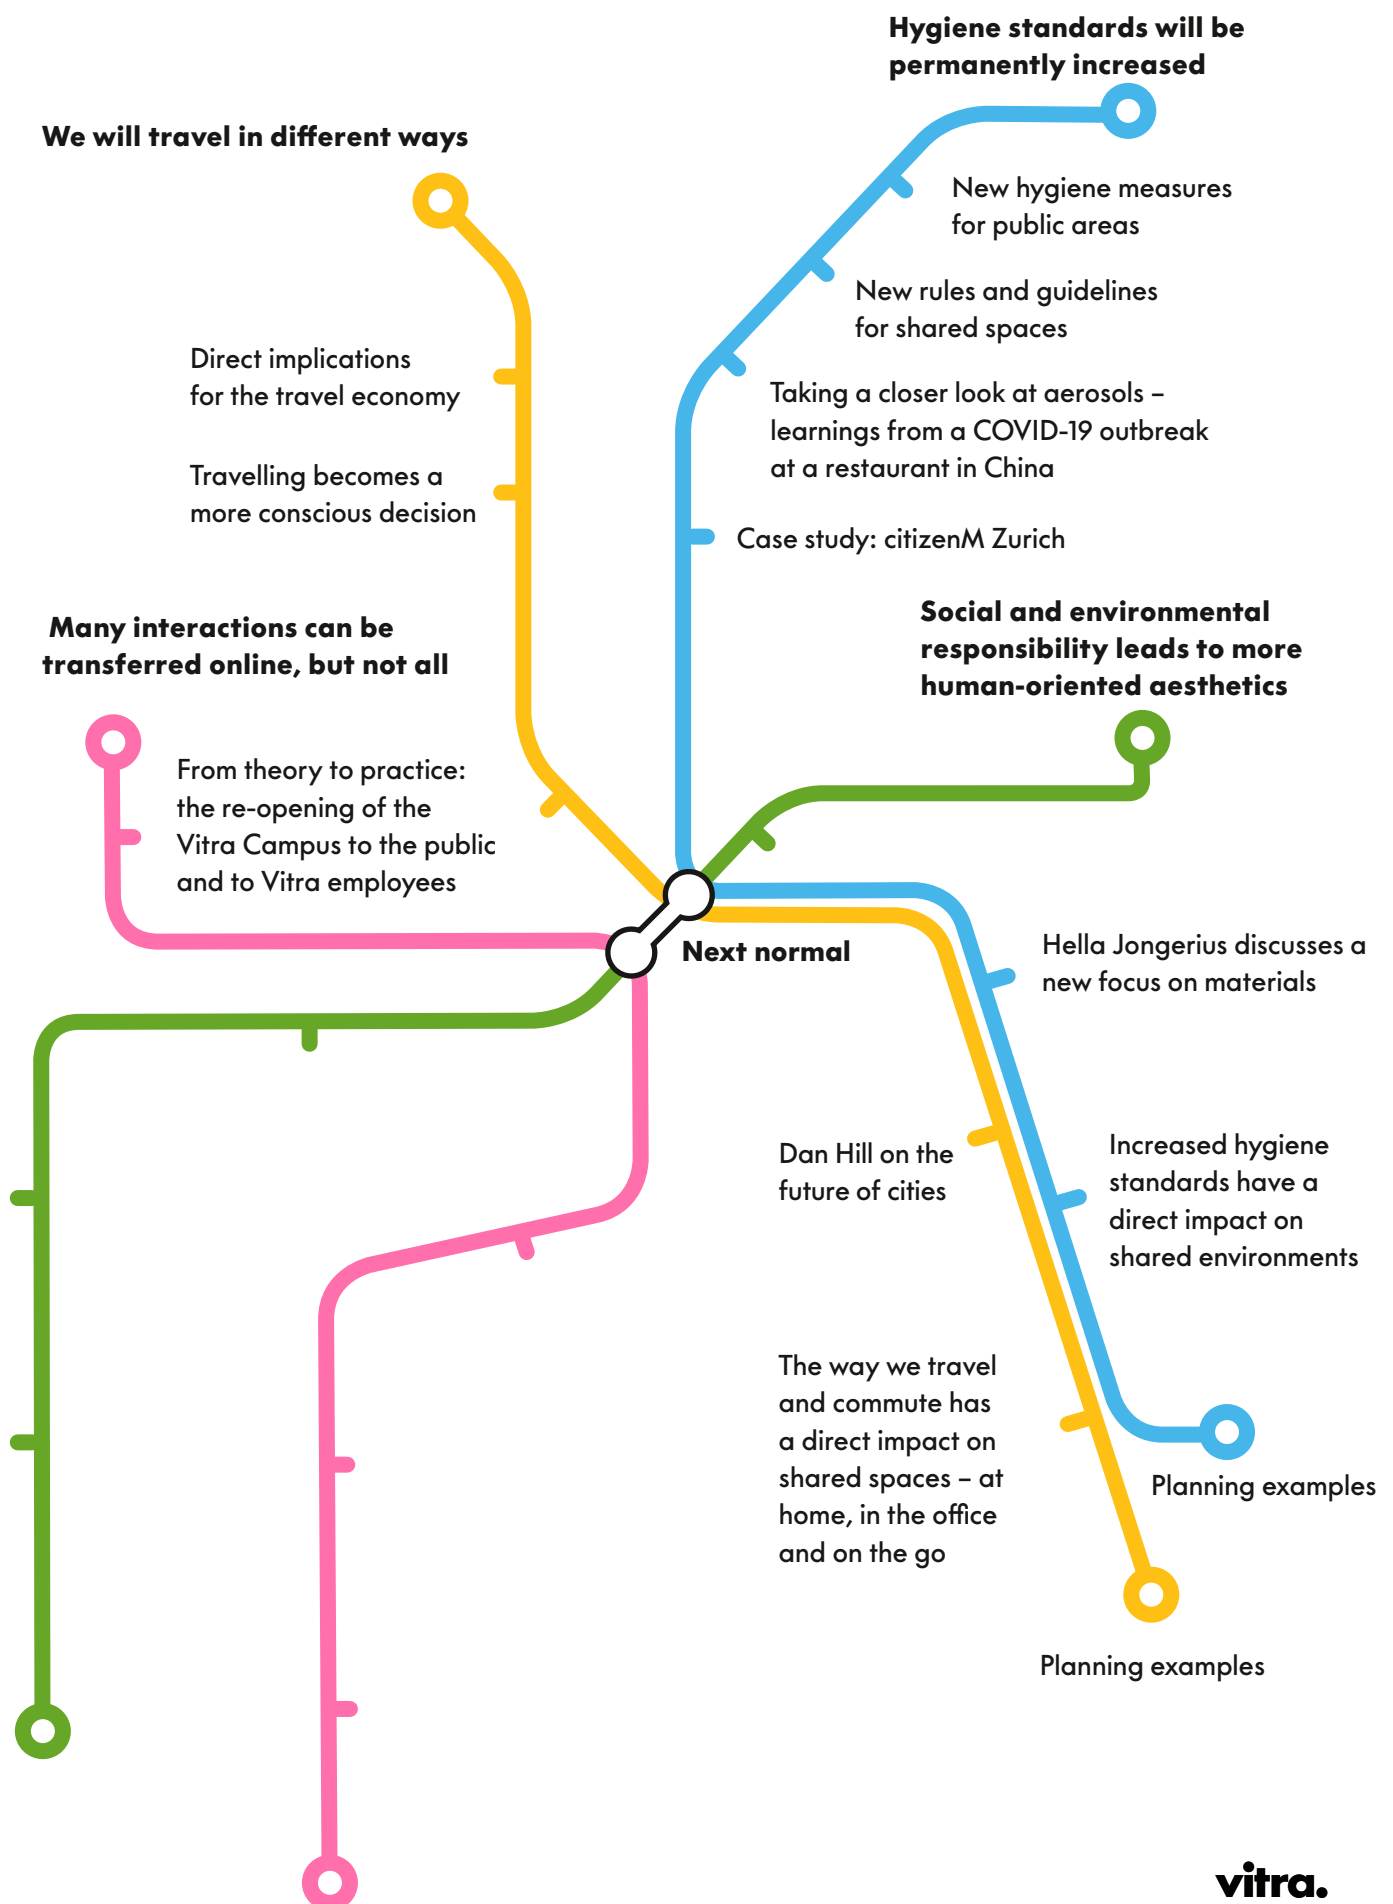 Hygiene standards will be
permanently increased
We will travel in different ways
New hygiene measures
for public areas
New rules and guidelines
for shared spaces
Direct implications
for the travel economy
Taking a closer look at aerosols –
learnings from a COVID-19 outbreak
at a restaurant in China
Travelling becomes a
more conscious decision
Case study: citizenM Zurich
Many interactions can be
transferred online, but not all
Social and environmental
responsibility leads to more
human-oriented aesthetics
From theory to practice:
the re-opening of the
Vitra Campus to the public
and to Vitra employees
Next normal
Hella Jongerius discusses a
new focus on materials
Dan Hill on the
future of cities
Increased hygiene
standards have a
direct impact on
shared environments
The way we travel
and commute has
a direct impact on
shared spaces – at
home, in the office
and on the go
Planning examples
Planning examples
vitra.